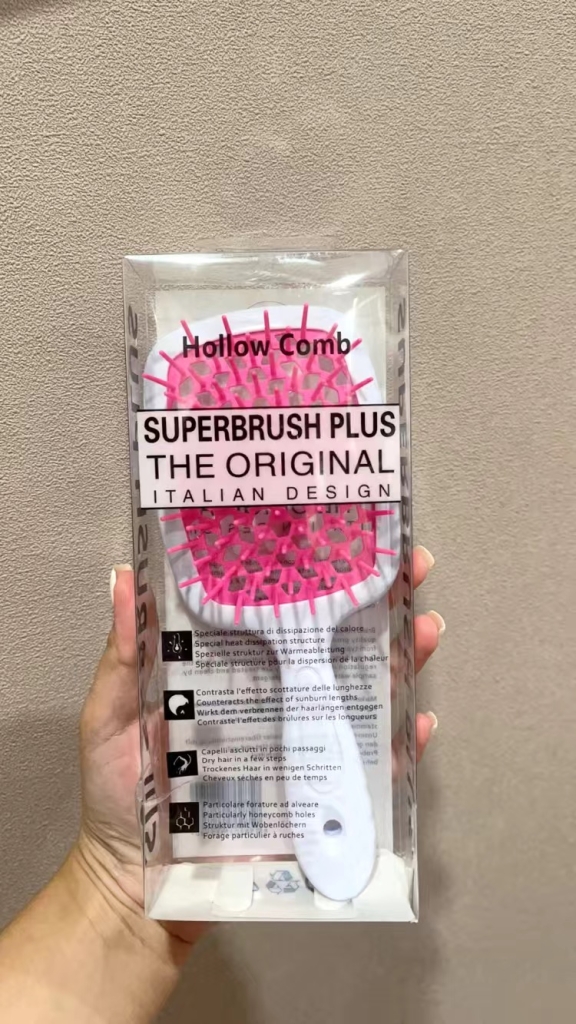 Hollow Comb
SUPERBRUSH PLUS
THE ORIGINAL
ITALIAN DESIGN
Speciale struttura di dissipazione del calore
Special heat dissipation structure
Spezielle struktur zur Wärmeableitung
Spéciale structure pour la dispersion de la chaleur
Contrasta l'effetto scottature delle lunghezze
Counteracts the effect of sunburn lengths
Wirkt dem verbrennen der haarlängen entgegen
Contraste l'effet des brûlures sur les longueurs
Capelli asciutti in pochi passaggi
Dry hair in a few steps
Trockenes Haar in wenigen Schritten
Cheveux séchés en peu de temps
Particolare forature ad alveare
Particularly honeycomb holes
Struktur mit Wobenlöchern
Forage particulier à ruches